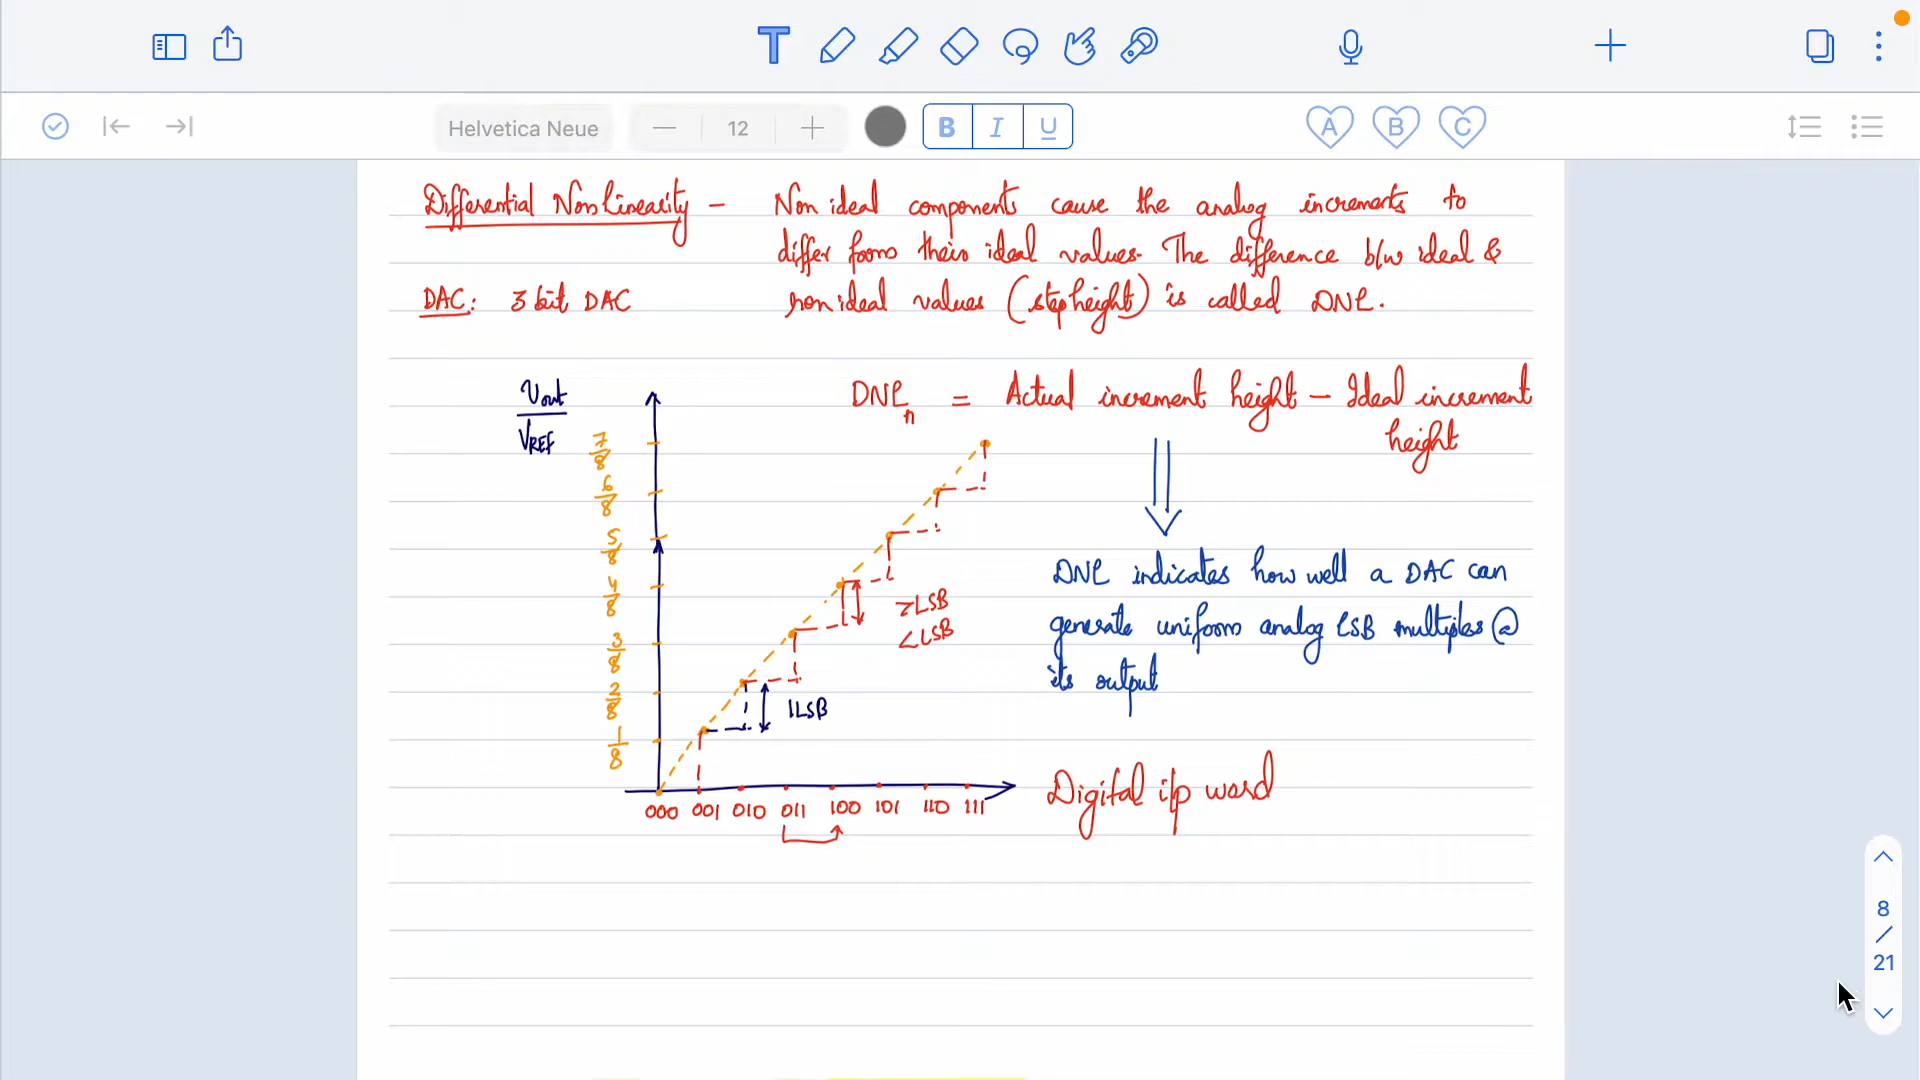 Helvetica Neue
12
B I U
A B C
Differential Nonlinearity - Non ideal components cause the analog increments to
differ from their ideal values. The difference b/w ideal &
DAC: 3 bit DAC non ideal values (step height) is called DNL.
Vout
VREF
DNLn = Actual increment height - Ideal increment
height
7/8
6/8
5/8
4/8
3/8
2/8
1/8
>LSB
<LSB
1LSB
DNL indicates how well a DAC can
generate uniform analog LSB multiples @
its output
Digital i/p word
000 001 010 011 100 101 110 111
8
/
21